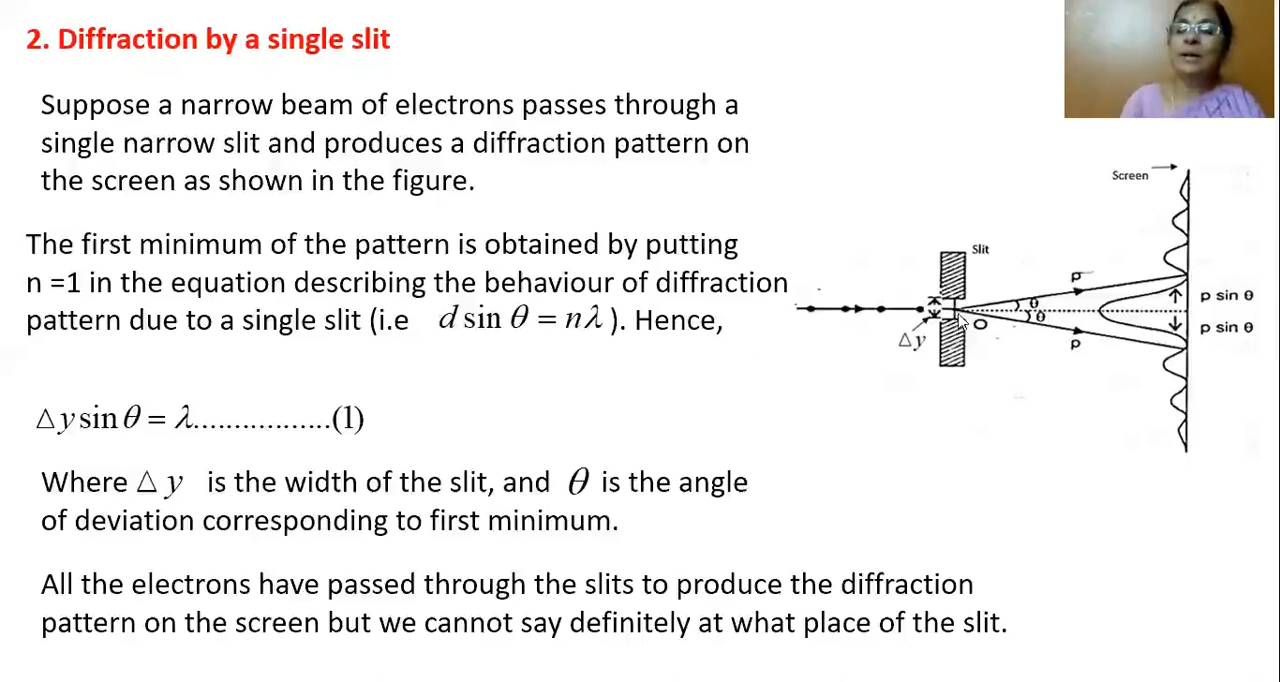 2. Diffraction by a single slit
Suppose a narrow beam of electrons passes through a
single narrow slit and produces a diffraction pattern on
the screen as shown in the figure.
The first minimum of the pattern is obtained by putting
n =1 in the equation describing the behaviour of diffraction
pattern due to a single slit (i.e d sin θ = nλ ). Hence,
△y sin θ = λ.................(1)
Where △ y is the width of the slit, and θ is the angle
of deviation corresponding to first minimum.
All the electrons have passed through the slits to produce the diffraction
pattern on the screen but we cannot say definitely at what place of the slit.
Screen
Slit
p
θ
p sin θ
θ
O
p sin θ
△y
p